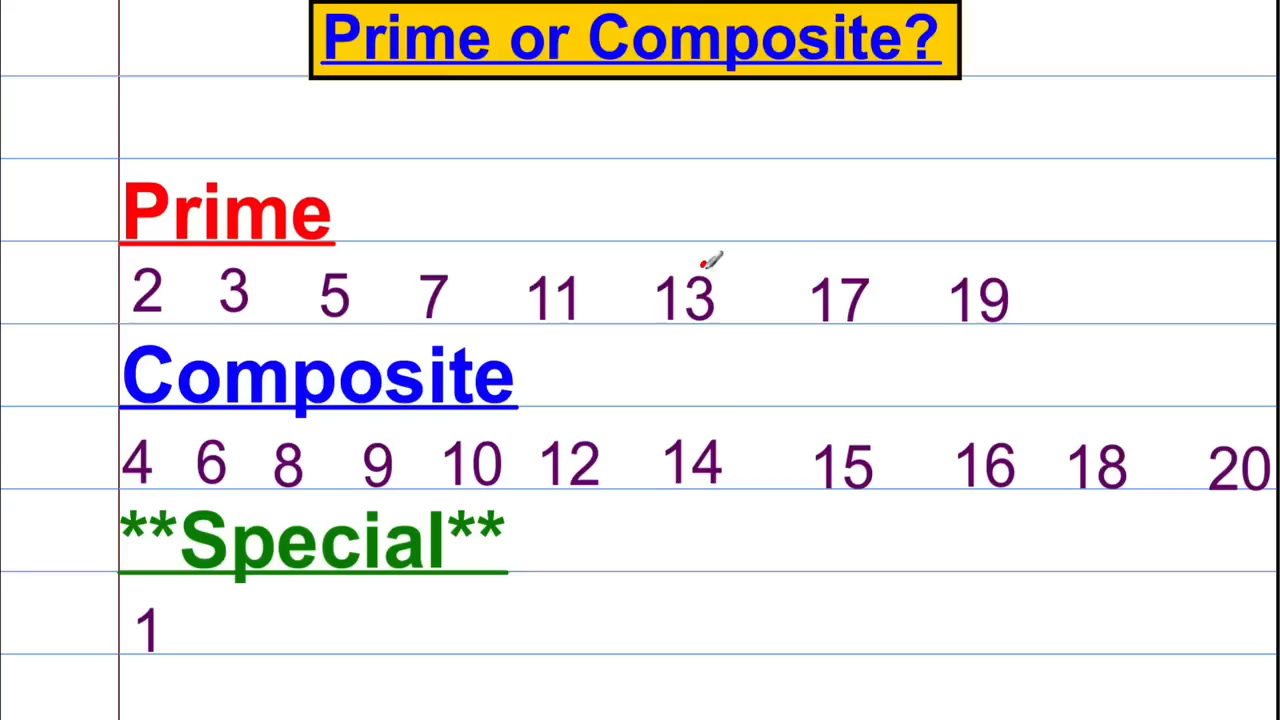 Prime or Composite?
Prime
2 3 5 7 11 13 17 19
Composite
4 6 8 9 10 12 14 15 16 18 20
**Special**
1